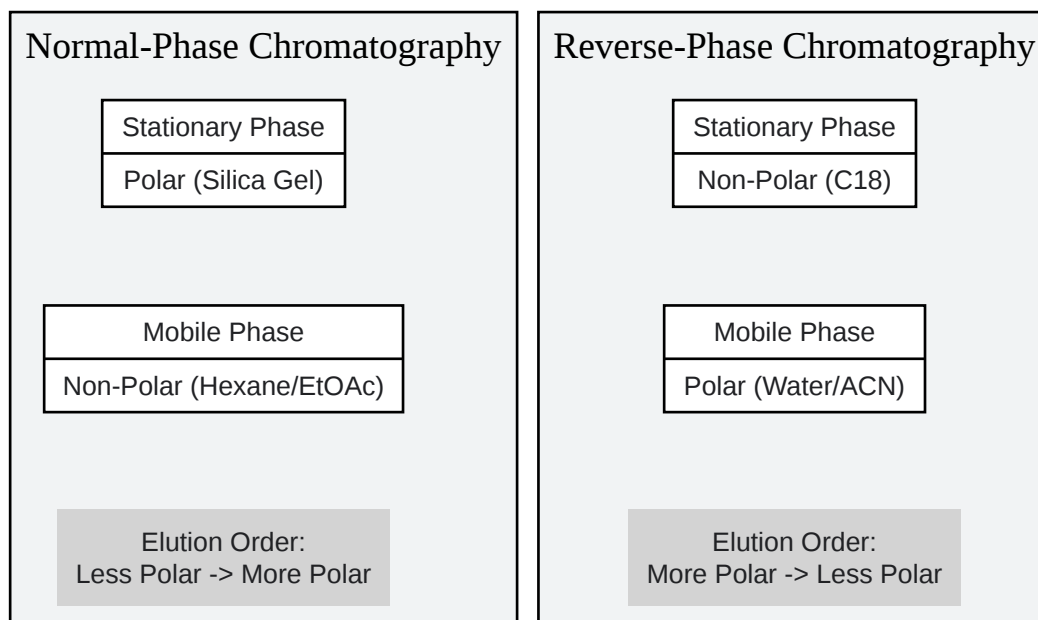 Normal-Phase Chromatography
Stationary Phase
Polar (Silica Gel)
Mobile Phase
Non-Polar (Hexane/EtOAc)
Elution Order:
Less Polar -> More Polar
Reverse-Phase Chromatography
Stationary Phase
Non-Polar (C18)
Mobile Phase
Polar (Water/ACN)
Elution Order:
More Polar -> Less Polar